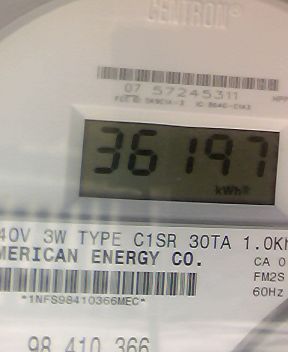 CENTRON®
07 57245311
36197
kWh
40V 3W TYPE C1SR 30TA 1.0Kh
MERICAN ENERGY CO.
CA 0
FM2S
60Hz
*1NFS98410366MEC*
98 410 366